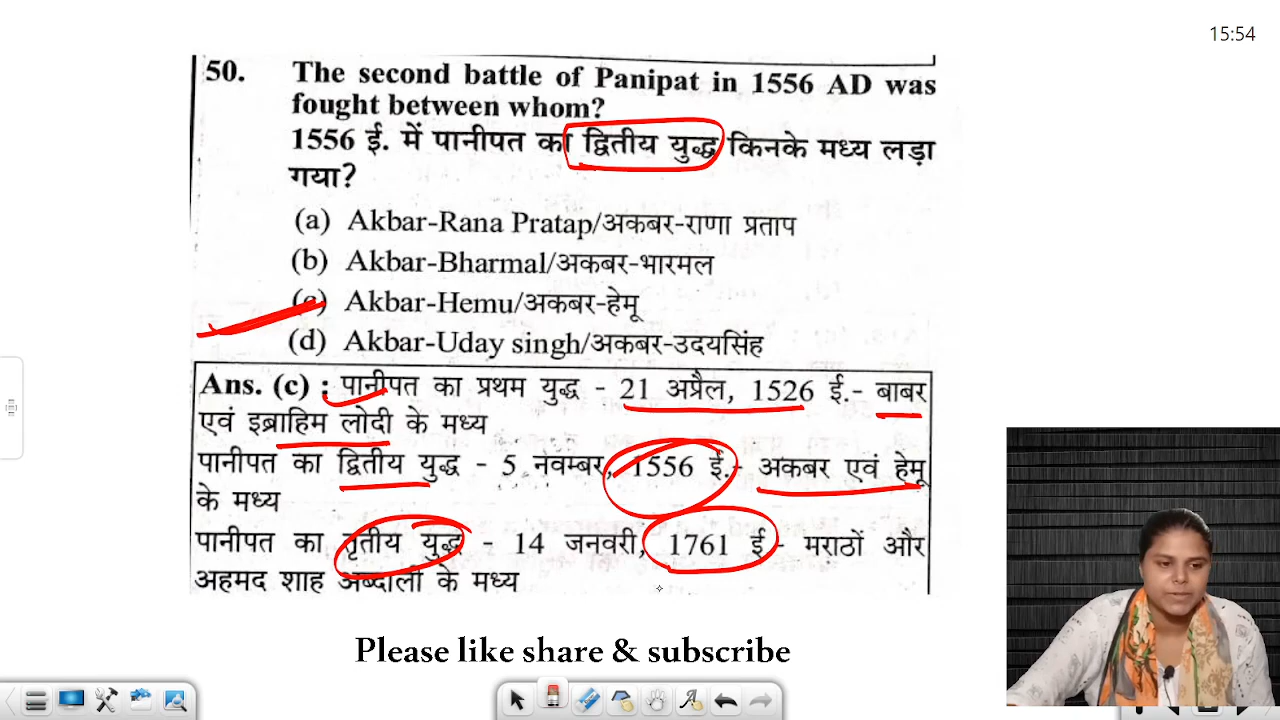 15:54
50. The second battle of Panipat in 1556 AD was
fought between whom?
1556 ई. में पानीपत का द्वितीय युद्ध किनके मध्य लड़ा
गया?
(a) Akbar-Rana Pratap/अकबर-राणा प्रताप
(b) Akbar-Bharmal/अकबर-भारमल
(c) Akbar-Hemu/अकबर-हेमू
(d) Akbar-Uday singh/अकबर-उदयसिंह
Ans. (c) : पानीपत का प्रथम युद्ध - 21 अप्रैल, 1526 ई.- बाबर
एवं इब्राहिम लोदी के मध्य
पानीपत का द्वितीय युद्ध - 5 नवम्बर, 1556 ई.- अकबर एवं हेमू
के मध्य
पानीपत का तृतीय युद्ध - 14 जनवरी, 1761 ई.- मराठों और
अहमद शाह अब्दाली के मध्य
Please like share & subscribe